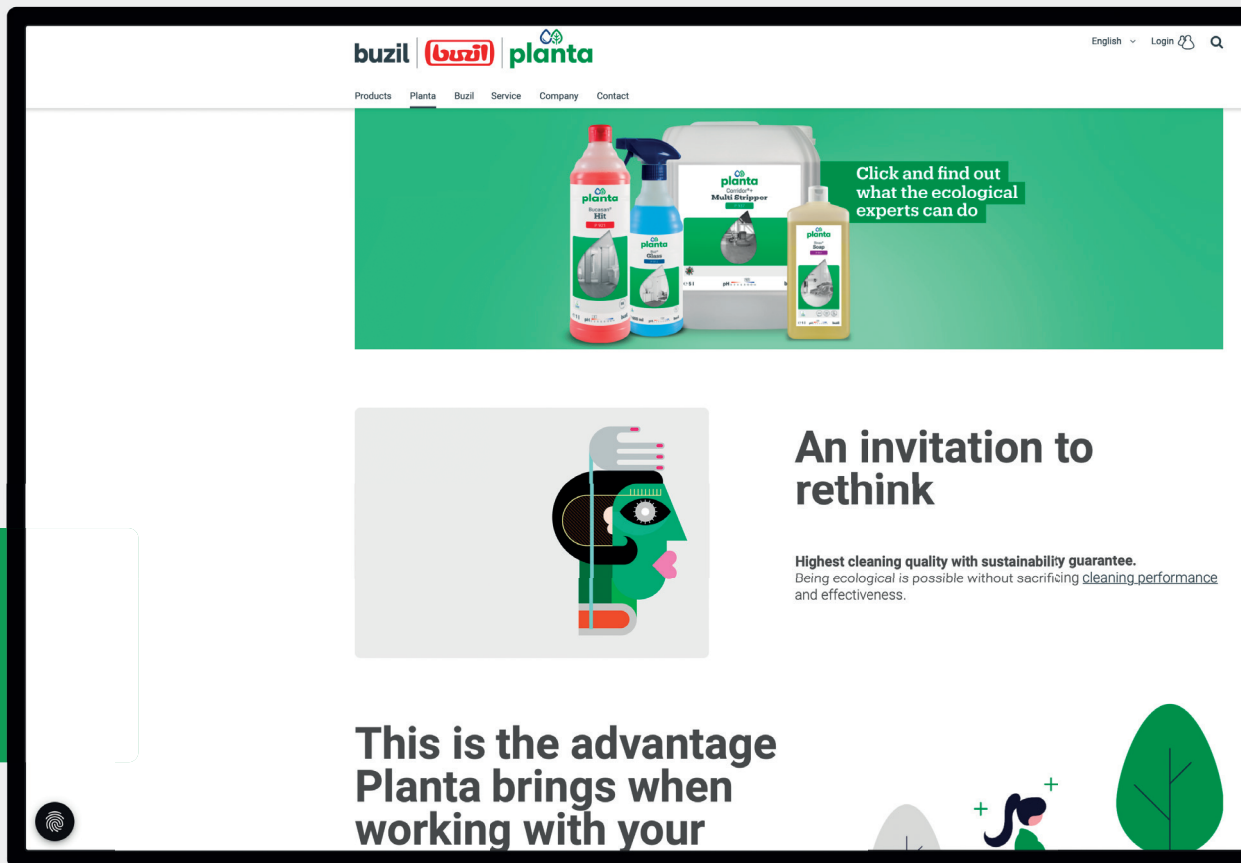 buzil buzil planta
English Login
Products Planta Buzil Service Company Contact
Click and find out
what the ecological
experts can do
planta
Bucasan®
Hit
planta
Glass
planta
Corridor®+
Multi Stripper
pH
planta
Soap
An invitation to
rethink
Highest cleaning quality with sustainability guarantee.
Being ecological is possible without sacrificing cleaning performance
and effectiveness.
This is the advantage
Planta brings when
working with your